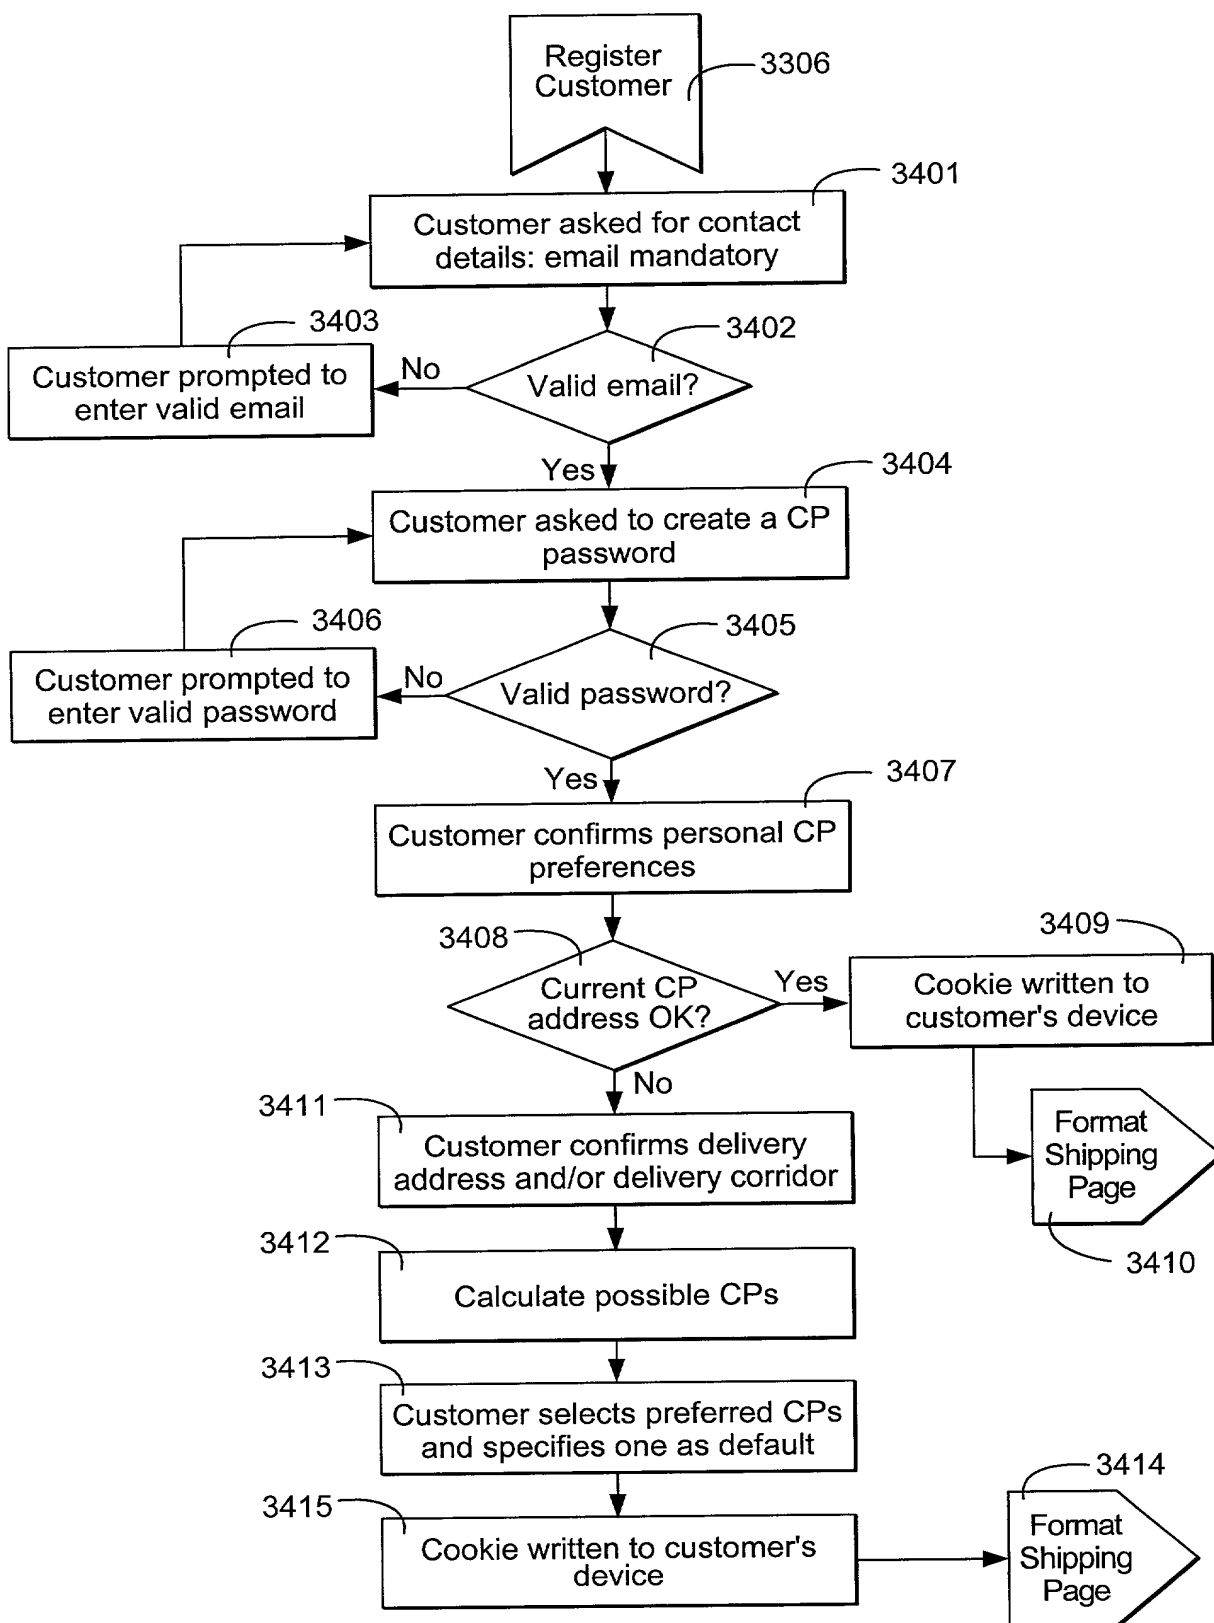 Register
Customer
3306
3401
Customer asked for contact
details: email mandatory
3403
3402
Customer prompted to
enter valid email
No
Valid email?
Yes
3404
Customer asked to create a CP
password
3406
3405
Customer prompted to
enter valid password
No
Valid password?
Yes
3407
Customer confirms personal CP
preferences
3408
3409
Current CP
address OK?
Yes
Cookie written to
customer's device
No
3411
Customer confirms delivery
address and/or delivery corridor
Format
Shipping
Page
3410
3412
Calculate possible CPs
3413
Customer selects preferred CPs
and specifies one as default
3414
3415
Cookie written to customer's
device
Format
Shipping
Page